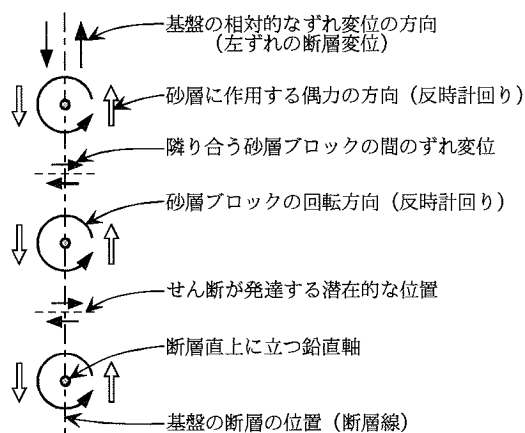 基盤の相対的なずれ変位の方向
(左ずれの断層変位)
砂層に作用する偶力の方向（反時計回り）
隣り合う砂層ブロックの間のずれ変位
砂層ブロックの回転方向（反時計回り）
せん断が発達する潜在的な位置
断層直上に立つ鉛直軸
基盤の断層の位置（断層線）